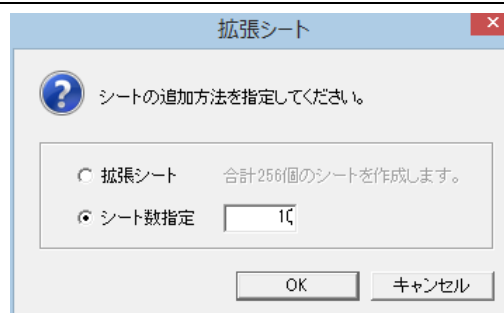 拡張シート
シートの追加方法を指定してください。
拡張シート 合計256個のシートを作成します。
シート数指定
OK キャンセル